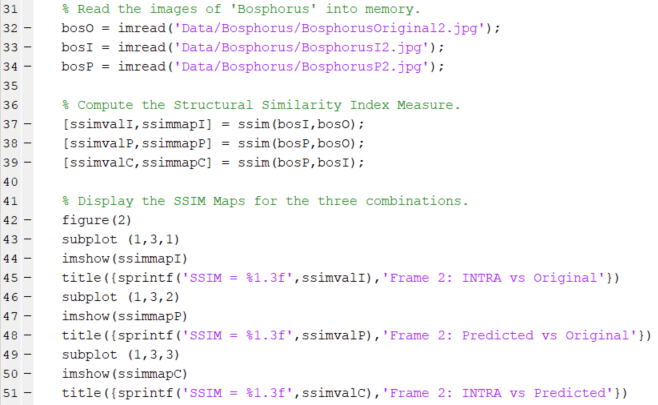 31 % Read the images of 'Bosphorus' into memory.
32 – bosO = imread('Data/Bosphorus/BosphorusOriginal2.jpg');
33 – bosI = imread('Data/Bosphorus/BosphorusI2.jpg');
34 – bosP = imread('Data/Bosphorus/BosphorusP2.jpg');
35
36 % Compute the Structural Similarity Index Measure.
37 – [ssimvalI,ssimmapI] = ssim(bosI,bosO);
38 – [ssimvalP,ssimmapP] = ssim(bosP,bosO);
39 – [ssimvalC,ssimmapC] = ssim(bosP,bosI);
40
41 % Display the SSIM Maps for the three combinations.
42 – figure(2)
43 – subplot (1,3,1)
44 – imshow(ssimmapI)
45 – title({sprintf('SSIM = %1.3f',ssimvalI),'Frame 2: INTRA vs Original'})
46 – subplot (1,3,2)
47 – imshow(ssimmapP)
48 – title({sprintf('SSIM = %1.3f',ssimvalP),'Frame 2: Predicted vs Original'})
49 – subplot (1,3,3)
50 – imshow(ssimmapC)
51 – title({sprintf('SSIM = %1.3f',ssimvalC),'Frame 2: INTRA vs Predicted'})